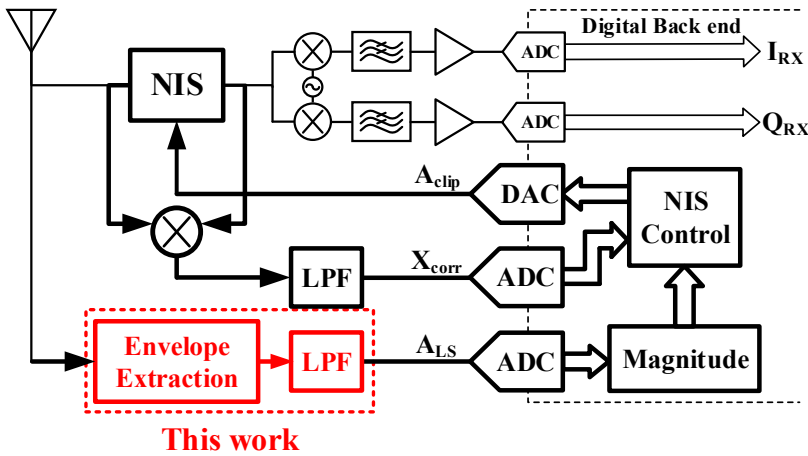 Digital Back end
NIS
ADC
I_RX
ADC
Q_RX
A_clip
DAC
NIS
Control
LPF
X_corr
ADC
Envelope
Extraction
LPF
A_LS
ADC
Magnitude
This work